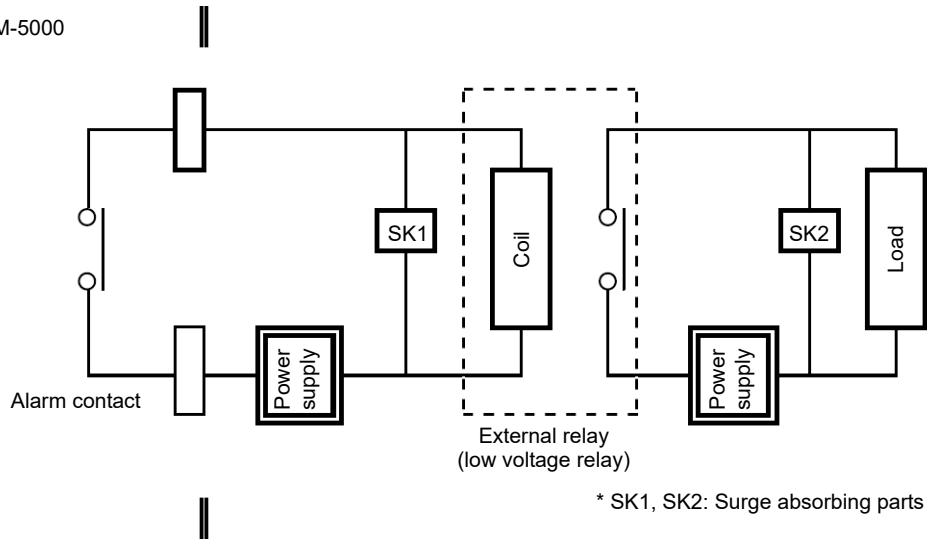 M-5000
SK1
Coil
SK2
Load
Power
supply
Power
supply
Alarm contact
External relay
(low voltage relay)
* SK1, SK2: Surge absorbing parts